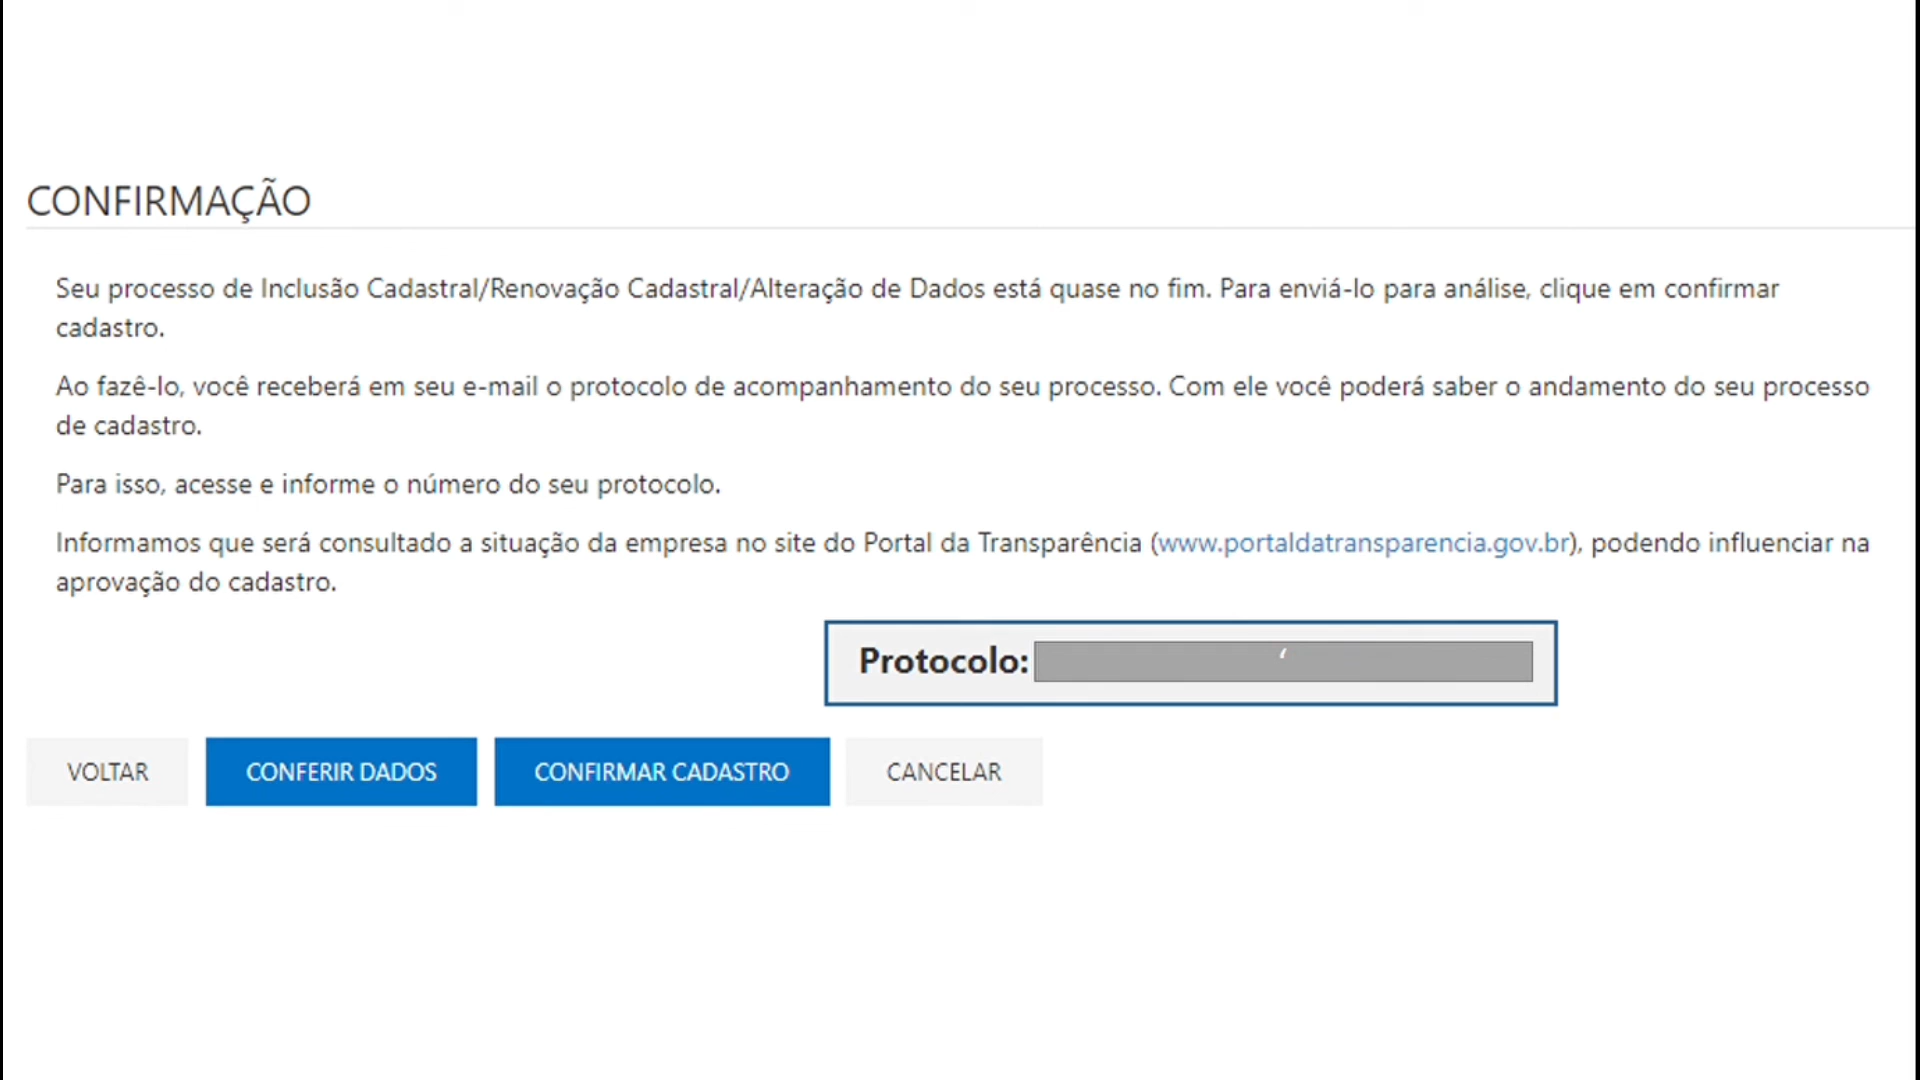 CONFIRMAÇÃO
Seu processo de Inclusão Cadastral/Renovação Cadastral/Alteração de Dados está quase no fim. Para enviá-lo para análise, clique em confirmar
cadastro.
Ao fazê-lo, você receberá em seu e-mail o protocolo de acompanhamento do seu processo. Com ele você poderá saber o andamento do seu processo
de cadastro.
Para isso, acesse e informe o número do seu protocolo.
Informamos que será consultado a situação da empresa no site do Portal da Transparência (www.portaldatransparencia.gov.br), podendo influenciar na
aprovação do cadastro.
Protocolo: ‘
VOLTAR CONFERIR DADOS CONFIRMAR CADASTRO CANCELAR